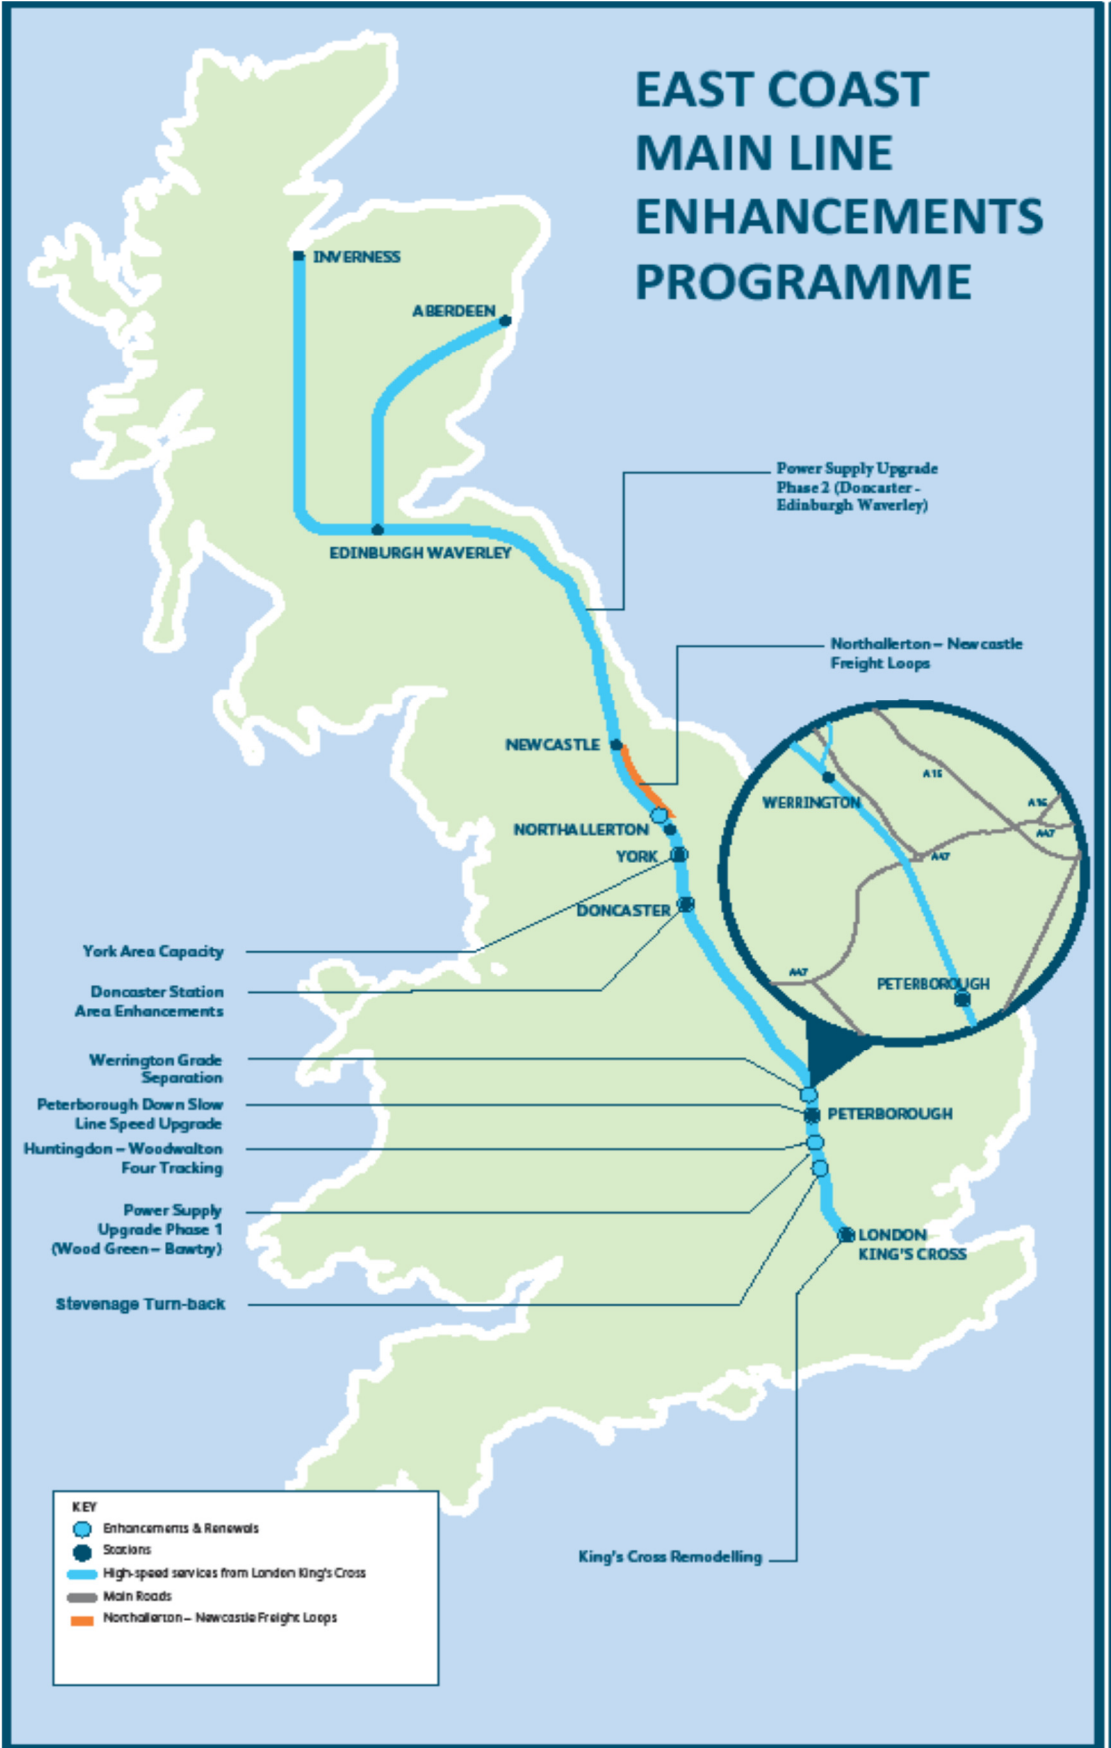 EAST COAST
MAIN LINE
ENHANCEMENTS
PROGRAMME
INVERNESS
ABERDEEN
Power Supply Upgrade
Phase 2 (Doncaster -
Edinburgh Waverley)
EDINBURGH WAVERLEY
Northallerton – Newcastle
Freight Loops
NEWCASTLE
NORTHALLERTON
YORK
DONCASTER
A15
WERRINGTON
A16
A47
A47
A47
PETERBOROUGH
York Area Capacity
Doncaster Station
Area Enhancements
Werrington Grade
Separation
Peterborough Down Slow
Line Speed Upgrade
PETERBOROUGH
Huntingdon – Woodwalton
Four Tracking
Power Supply
Upgrade Phase 1
(Wood Green – Bawtry)
LONDON
KING'S CROSS
Stevenage Turn-back
King's Cross Remodelling
KEY
Enhancements & Renewals
Stations
High-speed services from London King's Cross
Main Roads
Northallerton – Newcastle Freight Loops